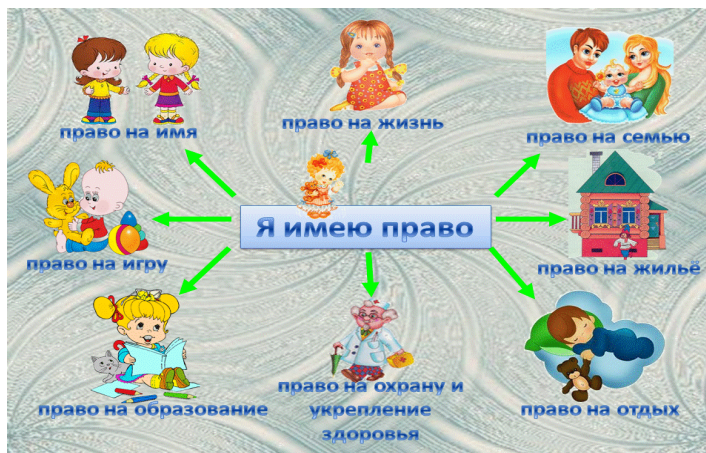 право на имя
право на жизнь
право на семью
Я имею право
право на игру
право на жильё
право на образование
право на охрану и
укрепление
здоровья
право на отдых